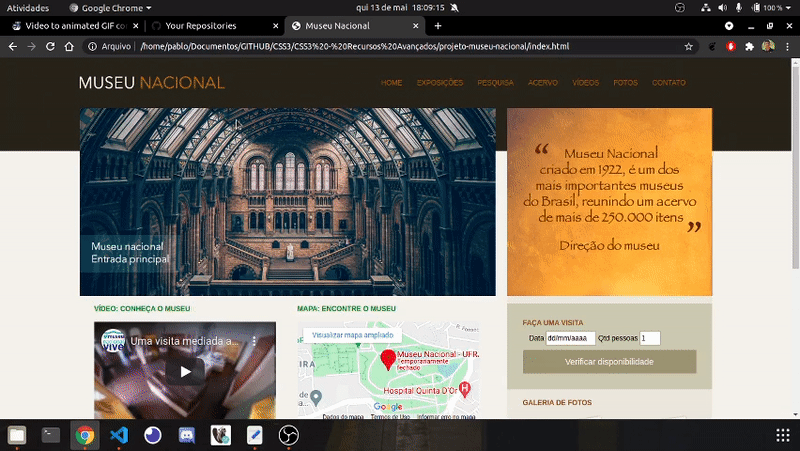 Atividades
Google Chrome
qui 13 de mai 18:09:15
100 %
Video to animated GIF co
Your Repositories
Museu Nacional
Arquivo
/home/pablo/Documentos/GITHUB/CSS3/CSS3%20-%20Recursos%20Avançados/projeto-museu-nacional/index.html
MUSEU NACIONAL
HOME EXPOSIÇÕES PESQUISA ACERVO VÍDEOS FOTOS CONTATO
“ Museu Nacional
criado em 1922, é um dos
mais importantes museus
do Brasil, reunindo um acervo
de mais de 250.000 itens ”
Direção do museu
Museu nacional
Entrada principal
VÍDEO: CONHEÇA O MUSEU
MAPA: ENCONTRE O MUSEU
Uma visita mediada a...
Visualizar mapa ampliado
Museu Nacional - UFR
Temporariamente
fechado
Hospital Quinta D'Or
Google
Dados do mapa Termos de Uso Informar erro no mapa
FAÇA UMA VISITA
Data dd/mm/aaaa Qtd pessoas 1
Verificar disponibilidade
GALERIA DE FOTOS